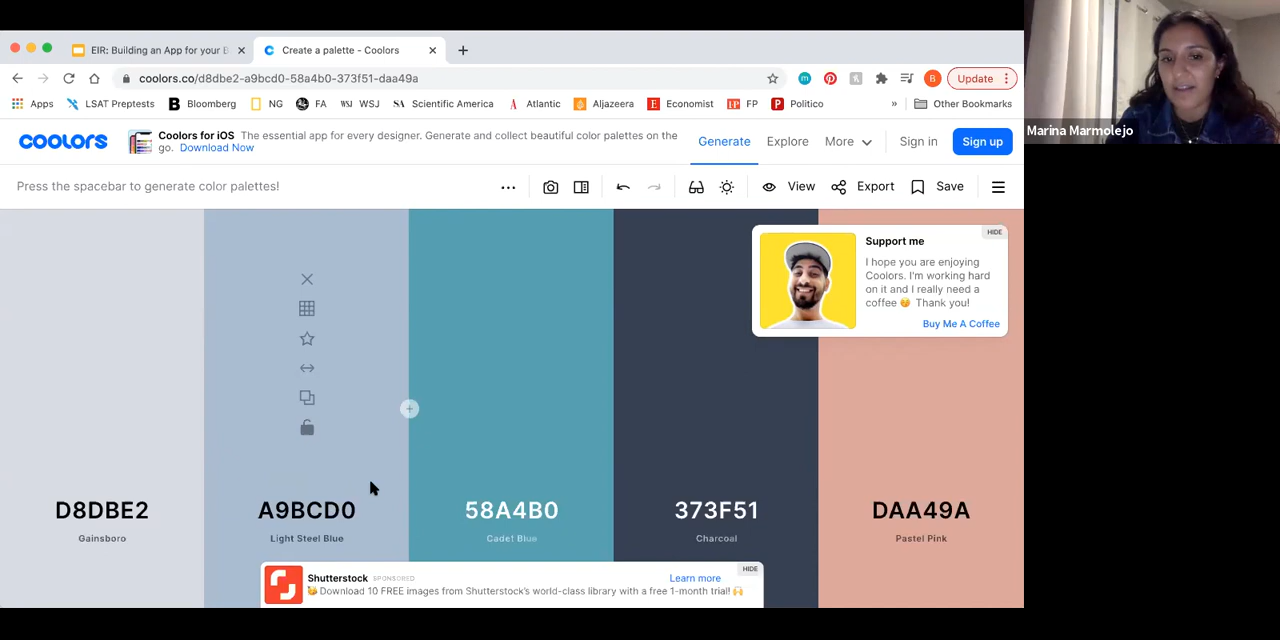 EIR: Building an App for your B
Create a palette - Coolors
coolors.co/d8dbe2-a9bcd0-58a4b0-373f51-daa49a
m
B
Update
Apps
LSAT Preptests
B
Bloomberg
NG
FA
WSJ
WSJ
SA
Scientific America
A
Atlantic
Aljazeera
E
Economist
FP
FP
P
Politico
»
Other Bookmarks
coolors
Coolors for iOS The essential app for every designer. Generate and collect beautiful color palettes on the
go. Download Now
Generate
Explore
More
Sign in
Sign up
Press the spacebar to generate color palettes!
View
Export
Save
HIDE
Support me
I hope you are enjoying
Coolors. I'm working hard
on it and I really need a
coffee 😊 Thank you!
Buy Me A Coffee
D8DBE2
Gainsboro
A9BCD0
Light Steel Blue
58A4B0
Cadet Blue
373F51
Charcoal
DAA49A
Pastel Pink
Shutterstock SPONSORED
Learn more
HIDE
Download 10 FREE images from Shutterstock's world-class library with a free 1-month trial! 🙌
Marina Marmolejo